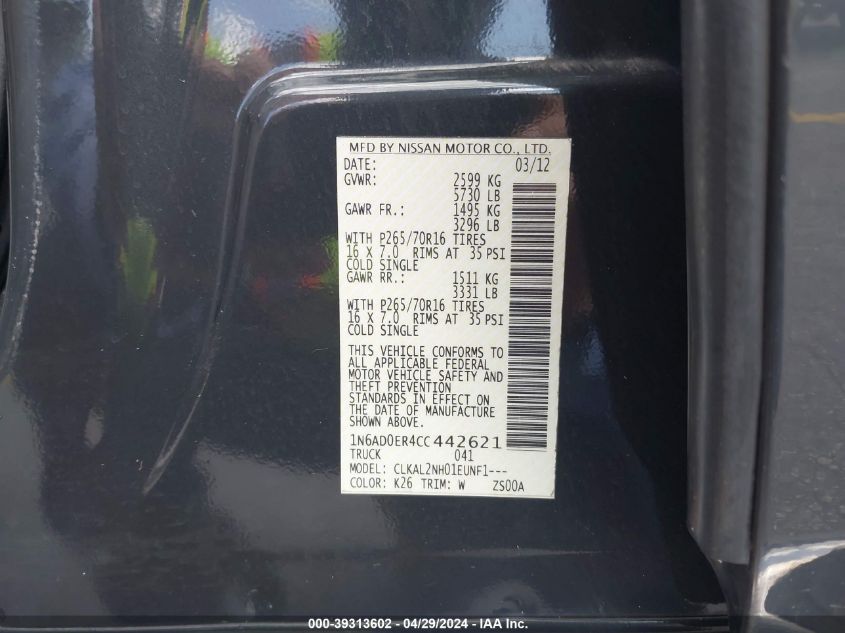 MFD BY NISSAN MOTOR CO., LTD.
DATE: 03/12
GVWR: 2599 KG
5730 LB
GAWR FR.: 1495 KG
3296 LB
WITH P265/70R16 TIRES
16 X 7.0 RIMS AT 35 PSI
COLD SINGLE
GAWR RR.: 1511 KG
3331 LB
WITH P265/70R16 TIRES
16 X 7.0 RIMS AT 35 PSI
COLD SINGLE
THIS VEHICLE CONFORMS TO
ALL APPLICABLE FEDERAL
MOTOR VEHICLE SAFETY AND
THEFT PREVENTION
STANDARDS IN EFFECT ON
THE DATE OF MANUFACTURE
SHOWN ABOVE.
1N6AD0ER4CC442621
TRUCK 041
MODEL: CLKAL2NH01EUNF1---
COLOR: K26 TRIM: W ZS00A
000-39313602 - 04/29/2024 - IAA Inc.